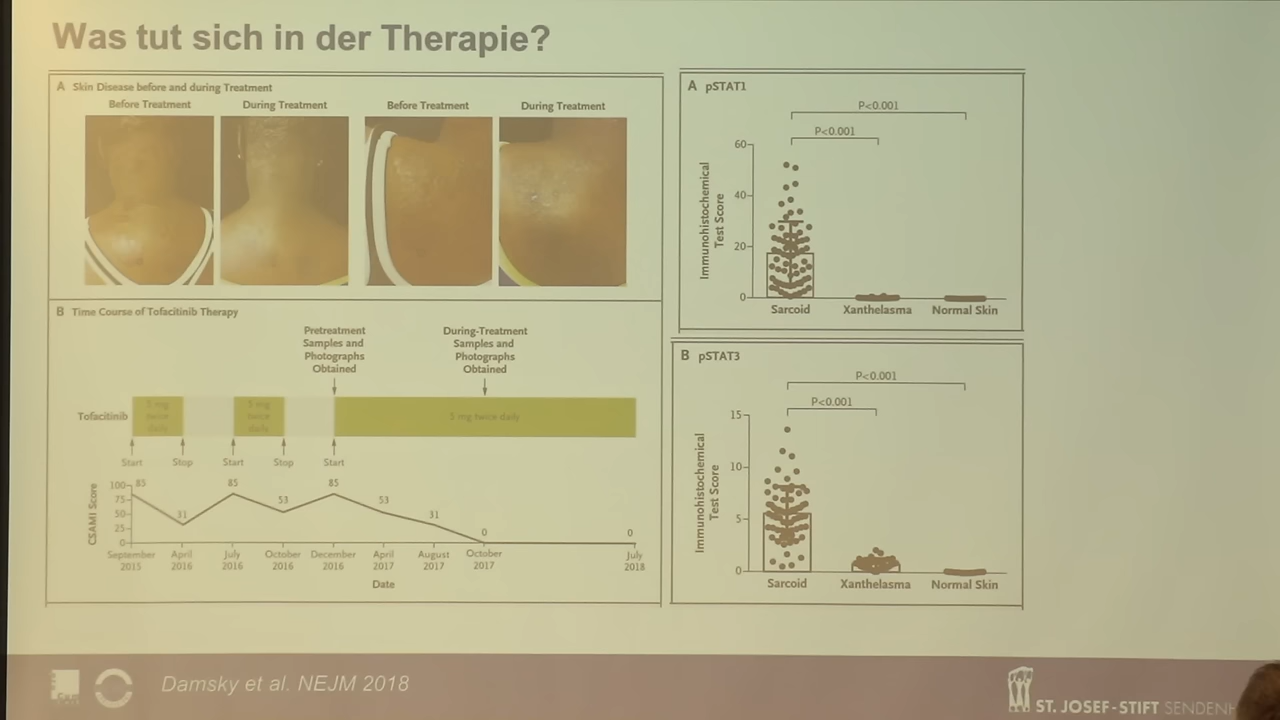 Was tut sich in der Therapie?
A Skin Disease before and during Treatment
Before Treatment
During Treatment
Before Treatment
During Treatment
B Time Course of Tofacitinib Therapy
Pretreatment
Samples and
Photographs
Obtained
During-Treatment
Samples and
Photographs
Obtained
Tofacitinib
5 mg
twice
daily
5 mg
twice
daily
5 mg twice daily
Start
Stop
Start
Stop
Start
CSAMI Score
100
75
50
25
0
85
31
85
53
85
53
31
0
0
September
2015
April
2016
July
2016
October
2016
December
2016
April
2017
August
2017
October
2017
July
2018
Date
A pSTAT1
P<0.001
P<0.001
Immunohistochemical
Test Score
60
40
20
0
Sarcoid
Xanthelasma
Normal Skin
B pSTAT3
P<0.001
P<0.001
Immunohistochemical
Test Score
15
10
5
0
Sarcoid
Xanthelasma
Normal Skin
Damsky et al. NEJM 2018
ST. JOSEF-STIFT SENDENH